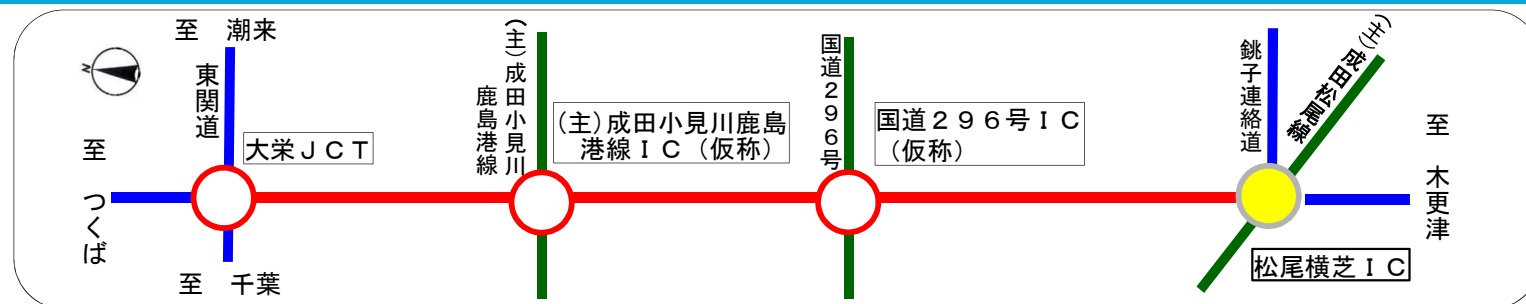 至 潮来
N
東関道
至
つくば
大栄ＪＣＴ
至 千葉
(主)成田小見川
鹿島港線
(主)成田小見川鹿島
港線ＩＣ（仮称）
国道２９６号
国道２９６号ＩＣ
（仮称）
銚子連絡道
(主)成田松尾線
至
木更津
松尾横芝ＩＣ